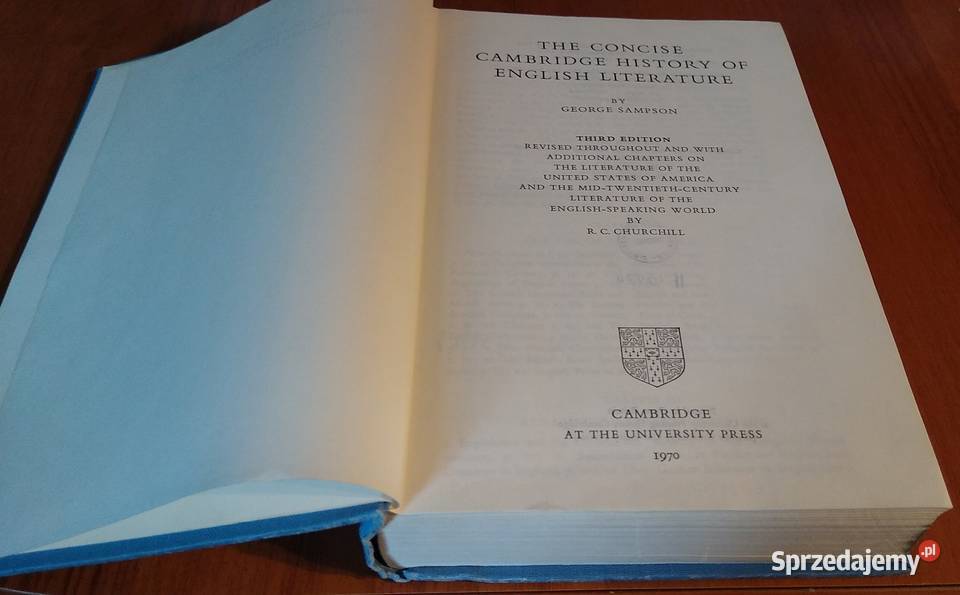 THE CONCISE
CAMBRIDGE HISTORY OF
ENGLISH LITERATURE
BY
GEORGE SAMPSON
THIRD EDITION
REVISED THROUGHOUT AND WITH
ADDITIONAL CHAPTERS ON
THE LITERATURE OF THE
UNITED STATES OF AMERICA
AND THE MID-TWENTIETH-CENTURY
LITERATURE OF THE
ENGLISH-SPEAKING WORLD
BY
R. C. CHURCHILL
CAMBRIDGE
AT THE UNIVERSITY PRESS
1970
Sprzedajemy.pl